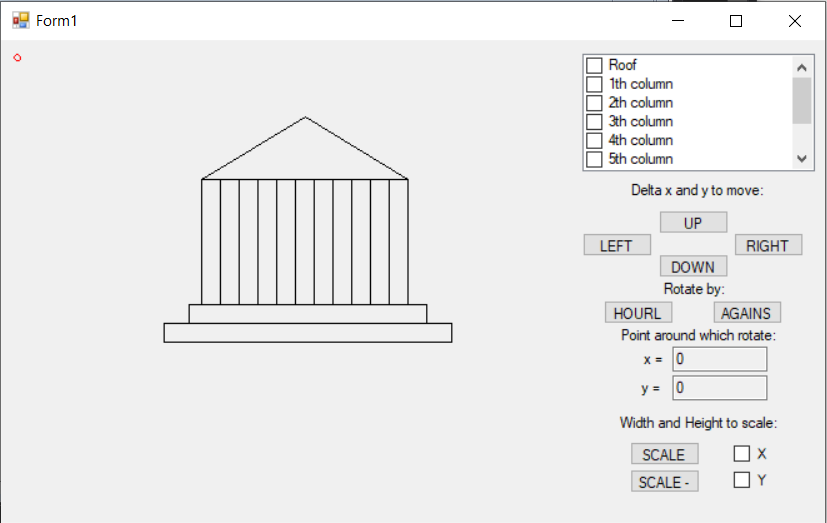 Form1
Roof
1th column
2th column
3th column
4th column
5th column
Delta x and y to move:
UP
LEFT RIGHT
DOWN
Rotate by:
HOURL AGAINS
Point around which rotate:
x = 0
y = 0
Width and Height to scale:
SCALE X
SCALE - Y